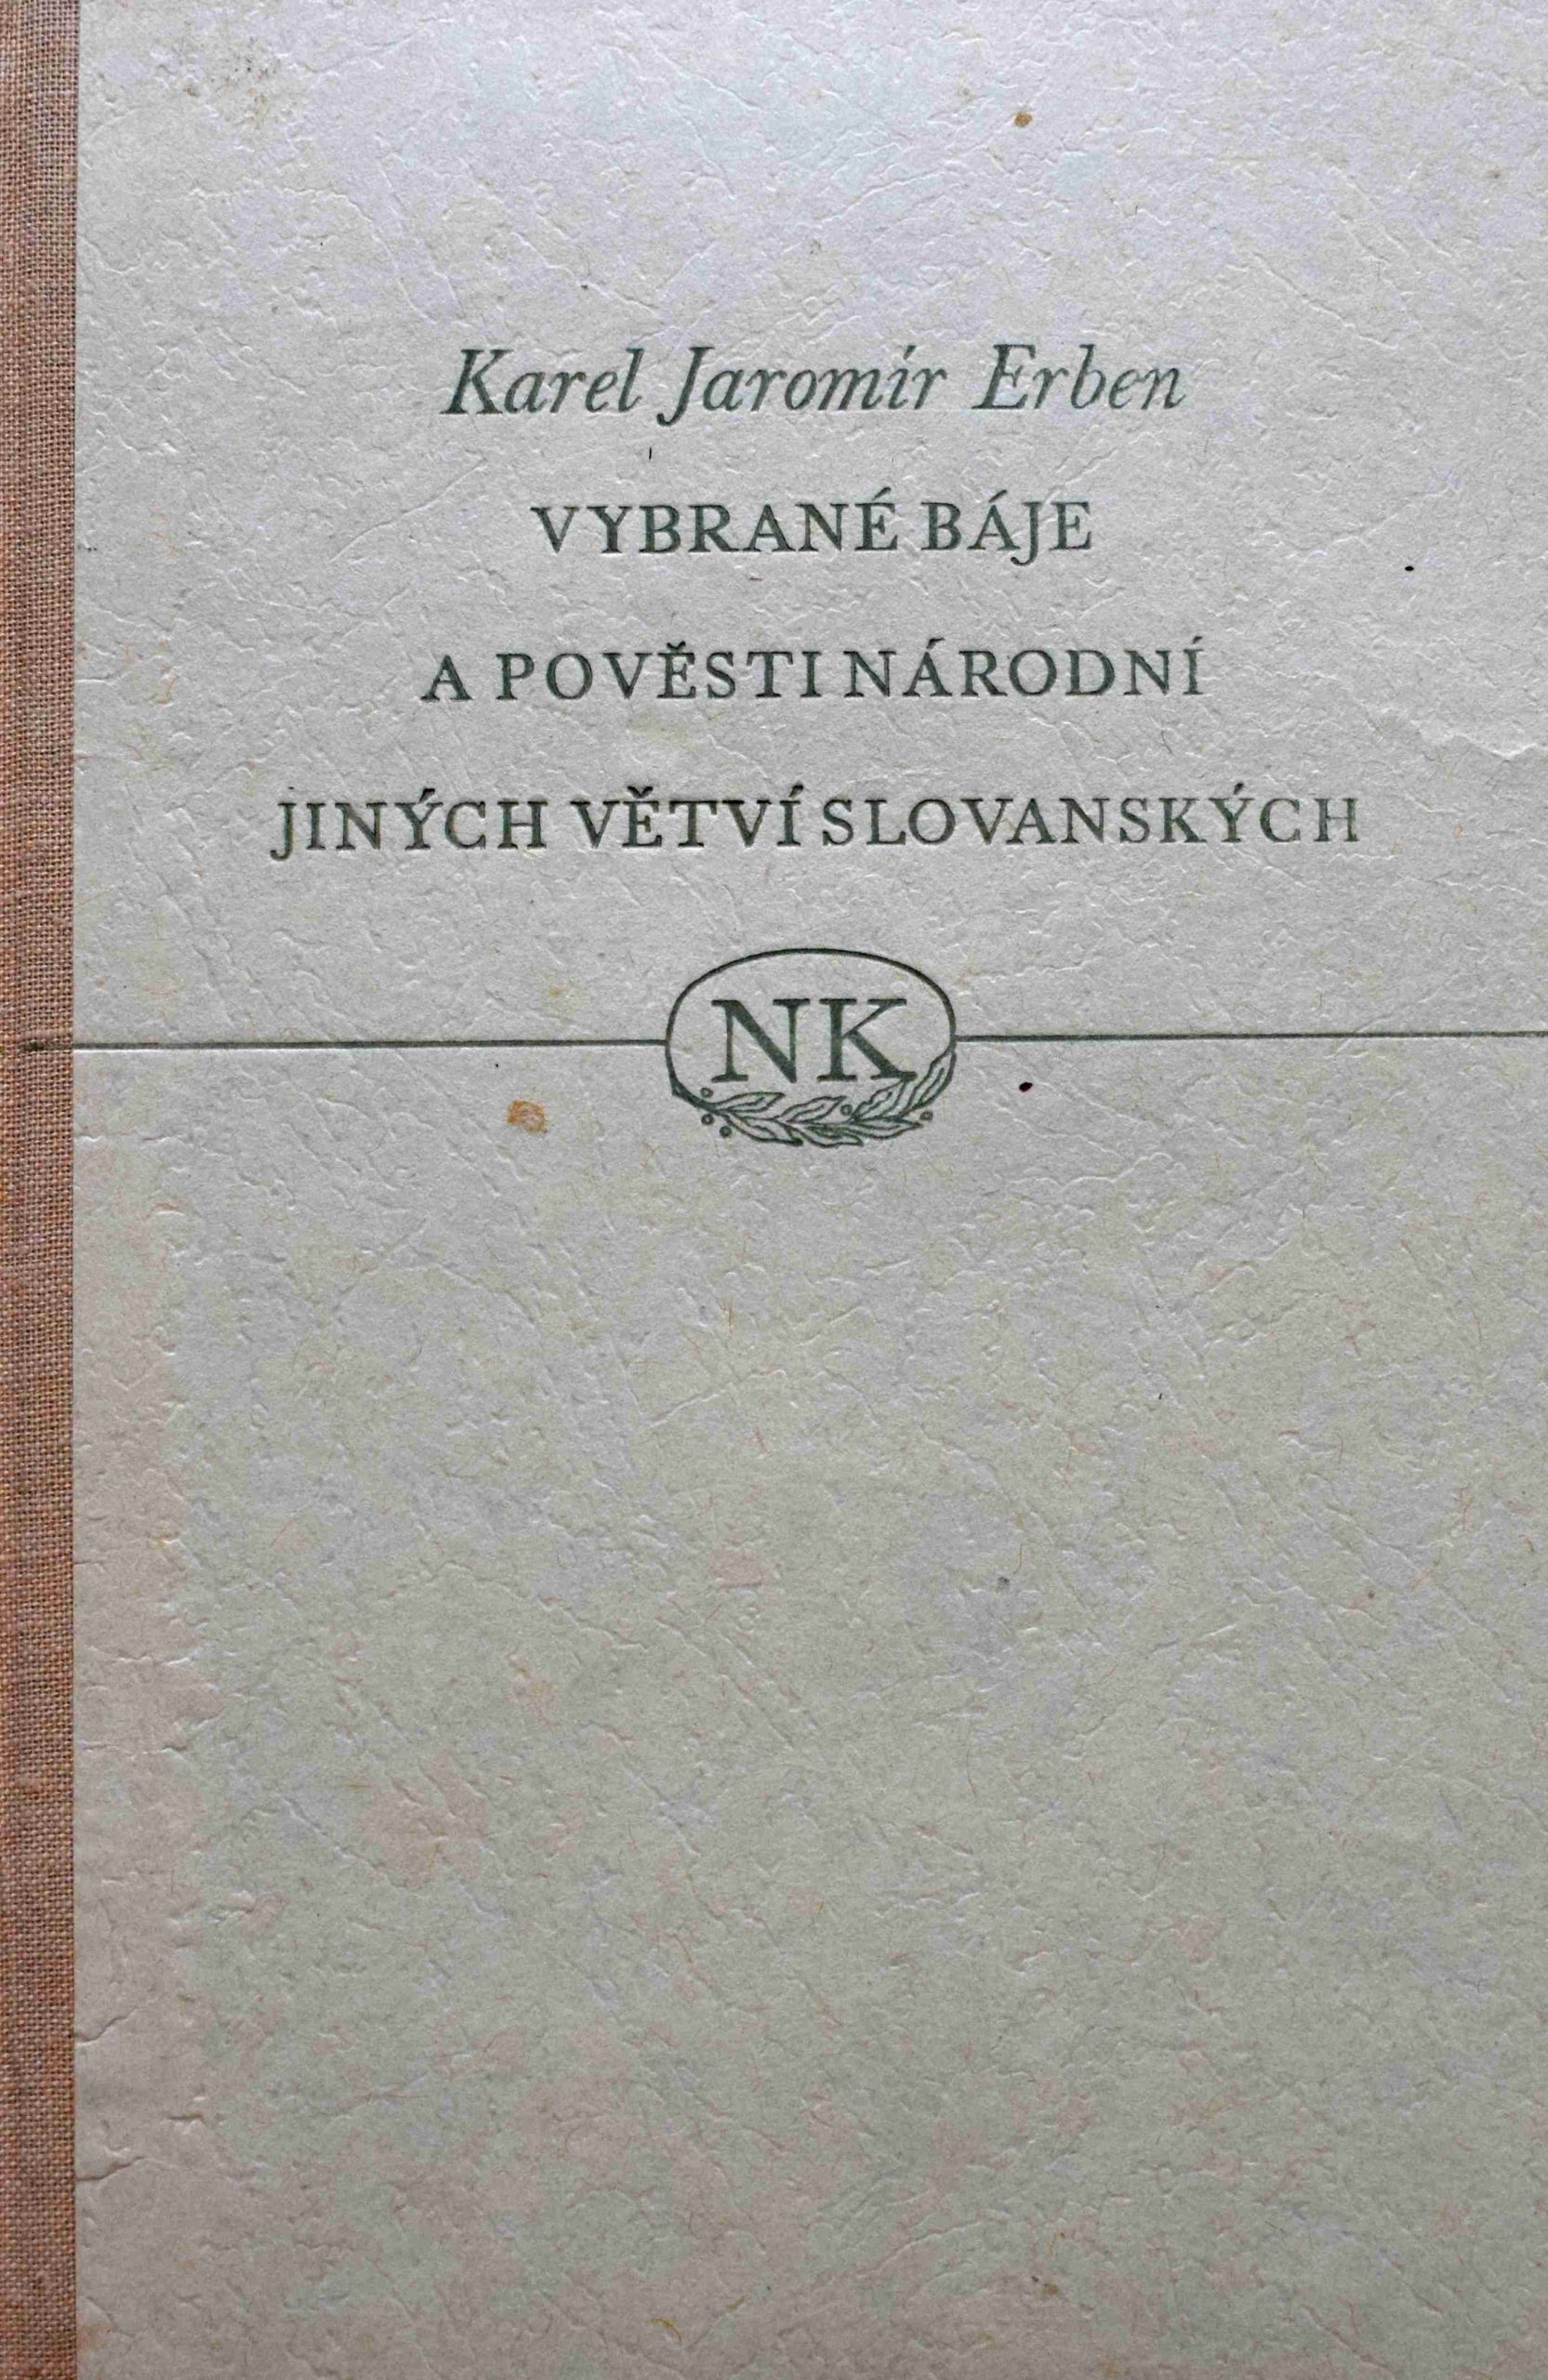 Karel Jaromír Erben
VYBRANÉ BÁJE
A POVĚSTI NÁRODNÍ
JINÝCH VĚTVÍ SLOVANSKÝCH
NK